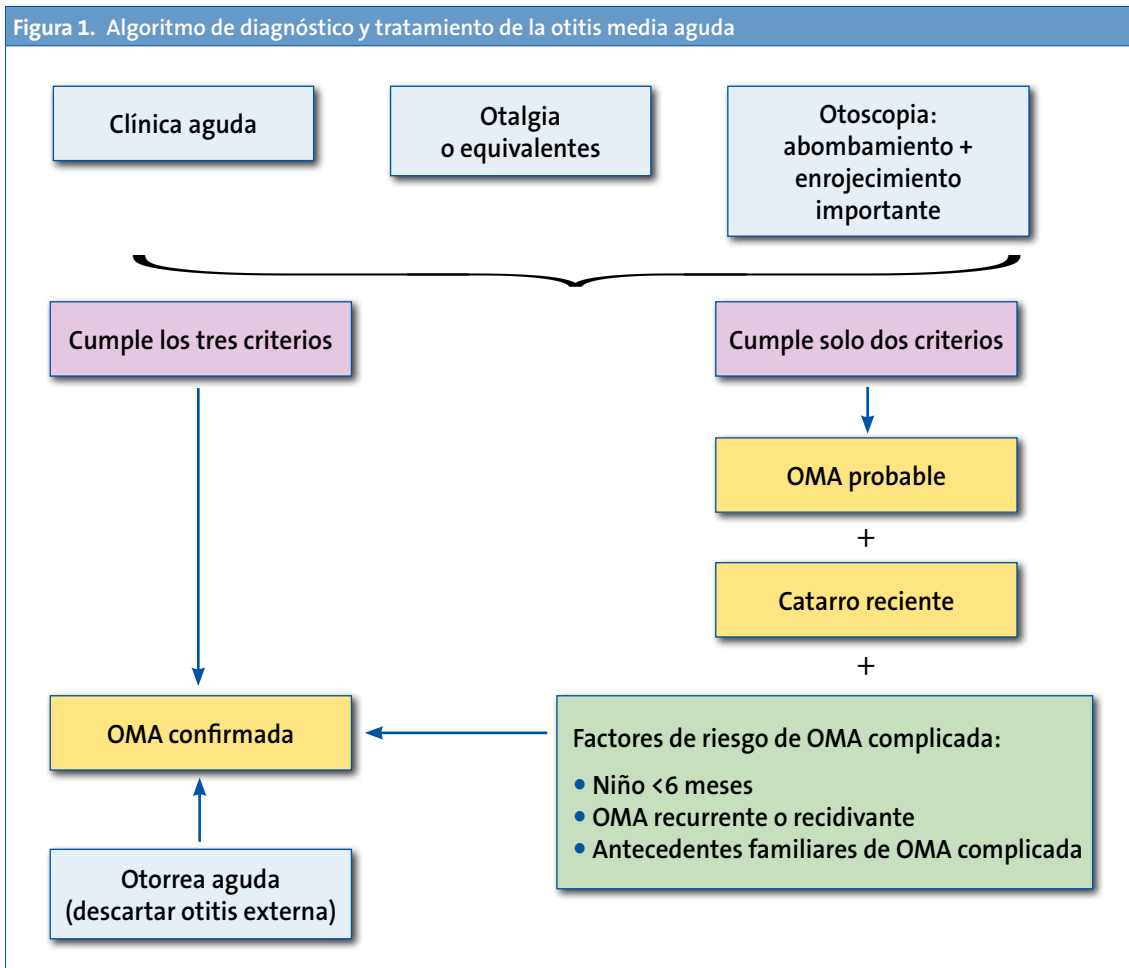 Figura 1. Algoritmo de diagnóstico y tratamiento de la otitis media aguda
Clínica aguda
Otalgia
o equivalentes
Otoscopia:
abombamiento +
enrojecimiento
importante
Cumple los tres criterios
Cumple solo dos criterios
OMA probable
+
Catarro reciente
+
OMA confirmada
Factores de riesgo de OMA complicada:
• Niño <6 meses
• OMA recurrente o recidivante
• Antecedentes familiares de OMA complicada
Otorrea aguda
(descartar otitis externa)